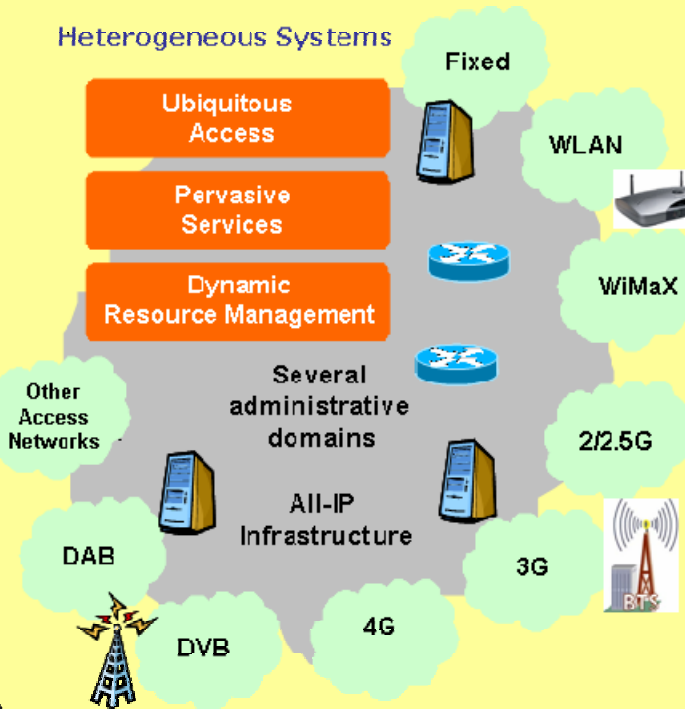 Heterogeneous Systems
Fixed
Ubiquitous
Access
WLAN
Pervasive
Services
WiMaX
Dynamic
Resource Management
Several
administrative
domains
Other
Access
Networks
2/2.5G
All-IP
Infrastructure
DAB
3G
BTS
4G
DVB